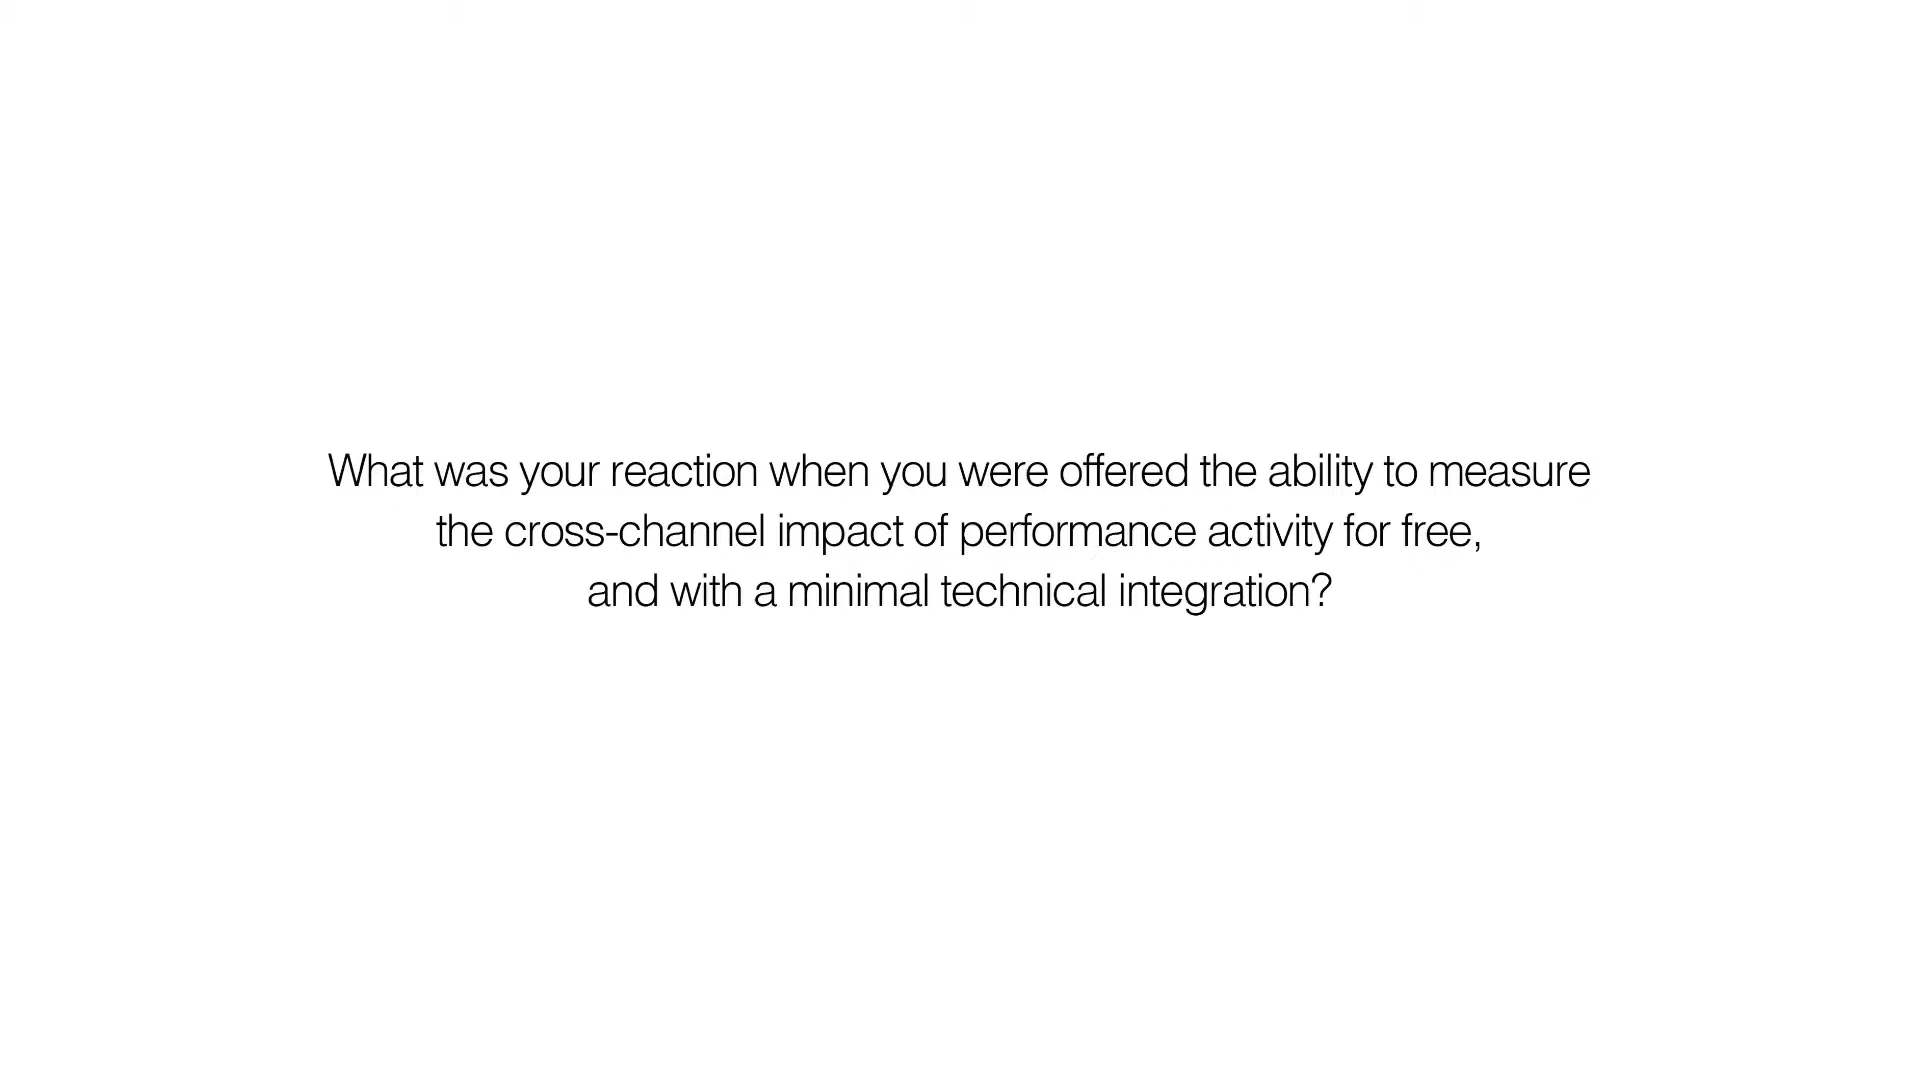 What was your reaction when you were offered the ability to measure
the cross-channel impact of performance activity for free,
and with a minimal technical integration?